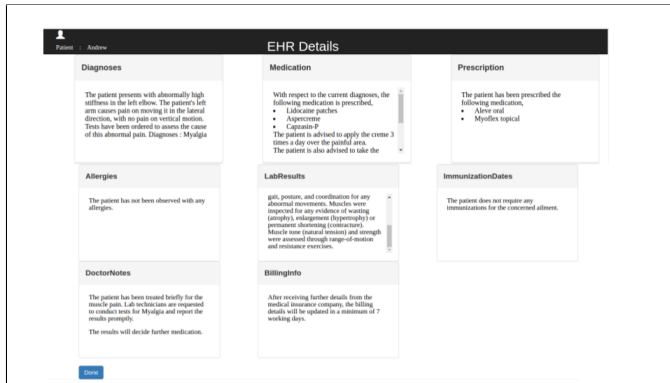 EHR Details
Patient : Andrew
Diagnoses
The patient presents with abnormally high
stiffness in the left elbow. The patient's left
arm causes pain on moving it in the lateral
direction, with no pain on vertical motion.
Tests have been ordered to assess the cause
of this abnormal pain. Diagnoses : Myalgia
Medication
With respect to the current diagnoses, the
following medication is prescribed,
• Lidocaine patches
• Aspercreme
• Capzasin-P
The patient is advised to apply the creme 3
times a day over the painful area.
The patient is also advised to take the
Prescription
The patient has been prescribed the
following medication,
• Aleve oral
• Myoflex topical
Allergies
The patient has not been observed with any
allergies.
LabResults
gait, posture, and coordination for any
abnormal movements. Muscles were
inspected for any evidence of wasting
(atrophy), enlargement (hypertrophy) or
permanent shortening (contracture).
Muscle tone (natural tension) and strength
were assessed through range-of-motion
and resistance exercises.
ImmunizationDates
The patient does not require any
immunizations for the concerned ailment.
DoctorNotes
The patient has been treated briefly for the
muscle pain. Lab technicians are requested
to conduct tests for Myalgia and report the
results promptly.
The results will decide further medication.
BillingInfo
After receiving further details from the
medical insurance company, the billing
details will be updated in a minimum of 7
working days.
Done